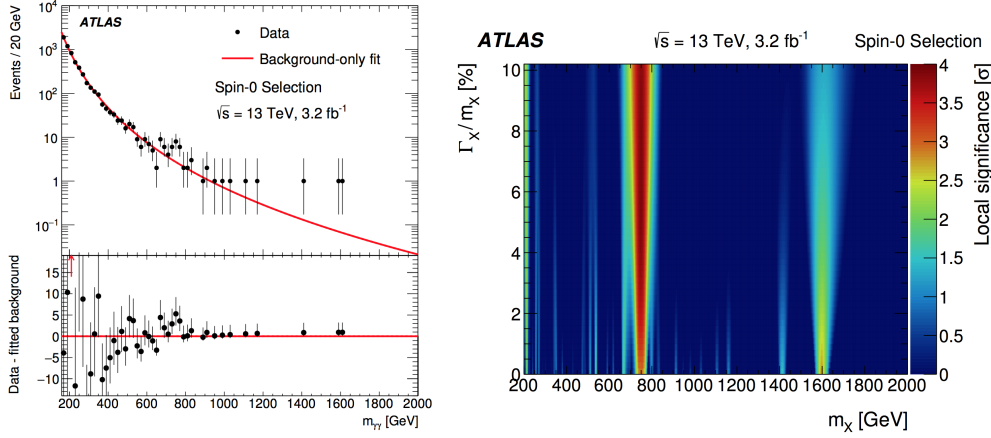 ATLAS
Data
Background-only fit
Spin-0 Selection
√s = 13 TeV, 3.2 fb⁻¹
Events / 20 GeV
10⁴
10³
10²
10
1
10⁻¹
Data - fitted background
15
10
5
0
−5
−10
200 400 600 800 1000 1200 1400 1600 1800 2000
m_γγ [GeV]
ATLAS √s = 13 TeV, 3.2 fb⁻¹ Spin-0 Selection
Γ_X/m_X [%]
10
8
6
4
2
0
200 400 600 800 1000 1200 1400 1600 1800 2000
m_X [GeV]
4
3.5
3
2.5
2
1.5
1
0.5
0
Local significance [σ]